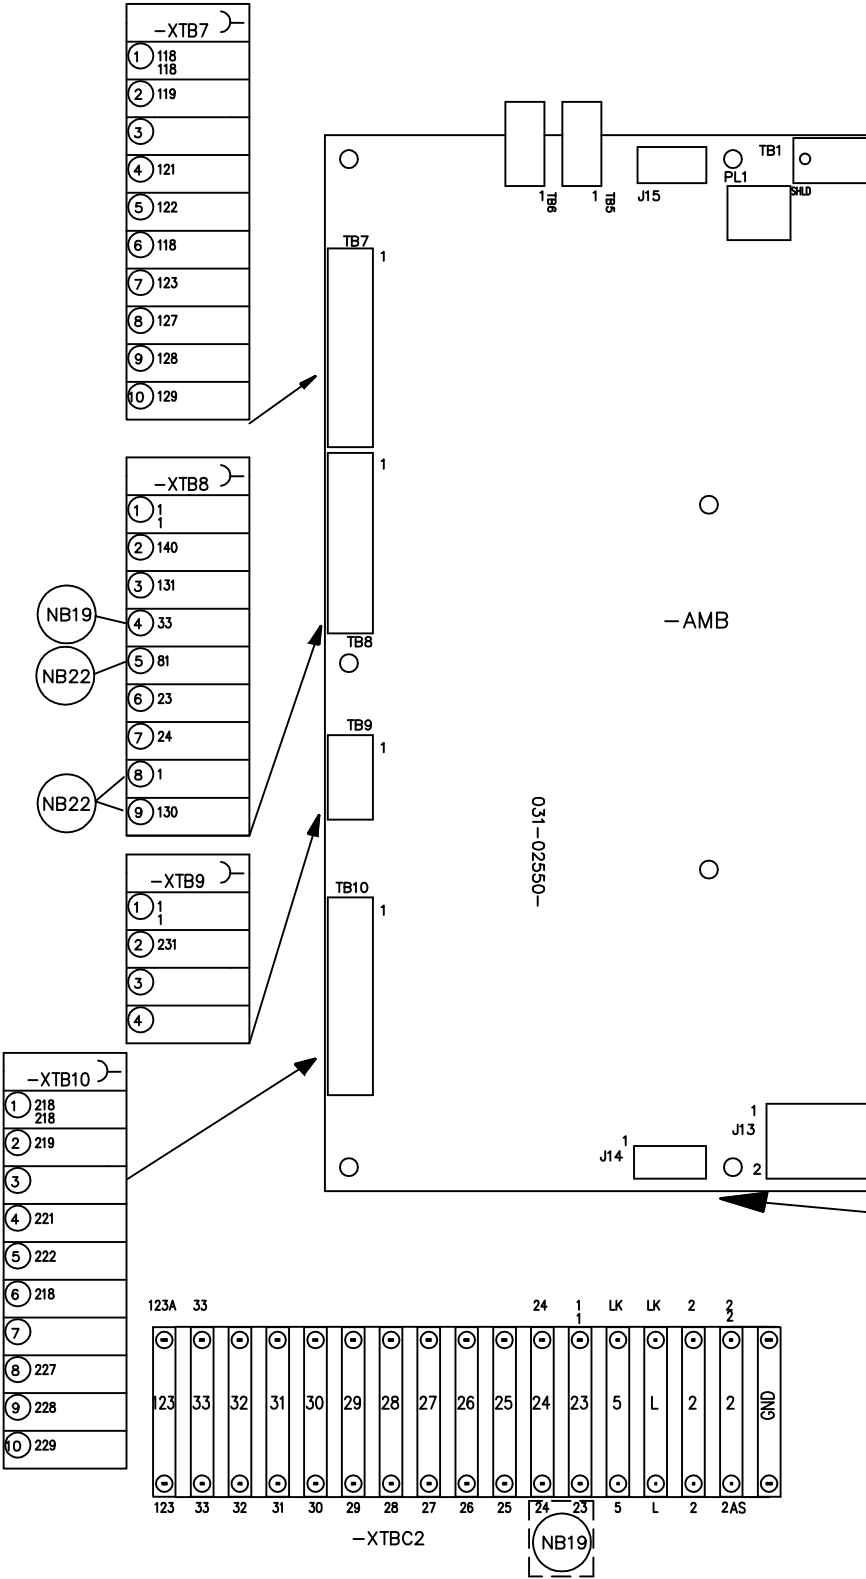 -XTB7
1 118
118
2 119
3
4 121
5 122
6 118
7 123
8 127
9 128
10 129
-XTB8
1 1
1
2 140
3 131
NB19 4 33
NB22 5 81
6 23
7 24
NB22 8 1
9 130
-XTB9
1 1
1
2 231
3
4
-XTB10
1 218
218
2 219
3
4 221
5 222
6 218
7
8 227
9 228
10 229
1 TB6
1 TB5
J15
PL1
TB1
SHLD
TB7
1
1
TB8
TB9
1
TB10
1
-AMB
031-02550-
1
J14
1
J13
2
123A 33 24 1 LK LK 2 2
1 2
123 33 32 31 30 29 28 27 26 25 24 23 5 L 2 2 GND
123 33 32 31 30 29 28 27 26 25 24 23 5 L 2 2AS
-XTBC2
NB19